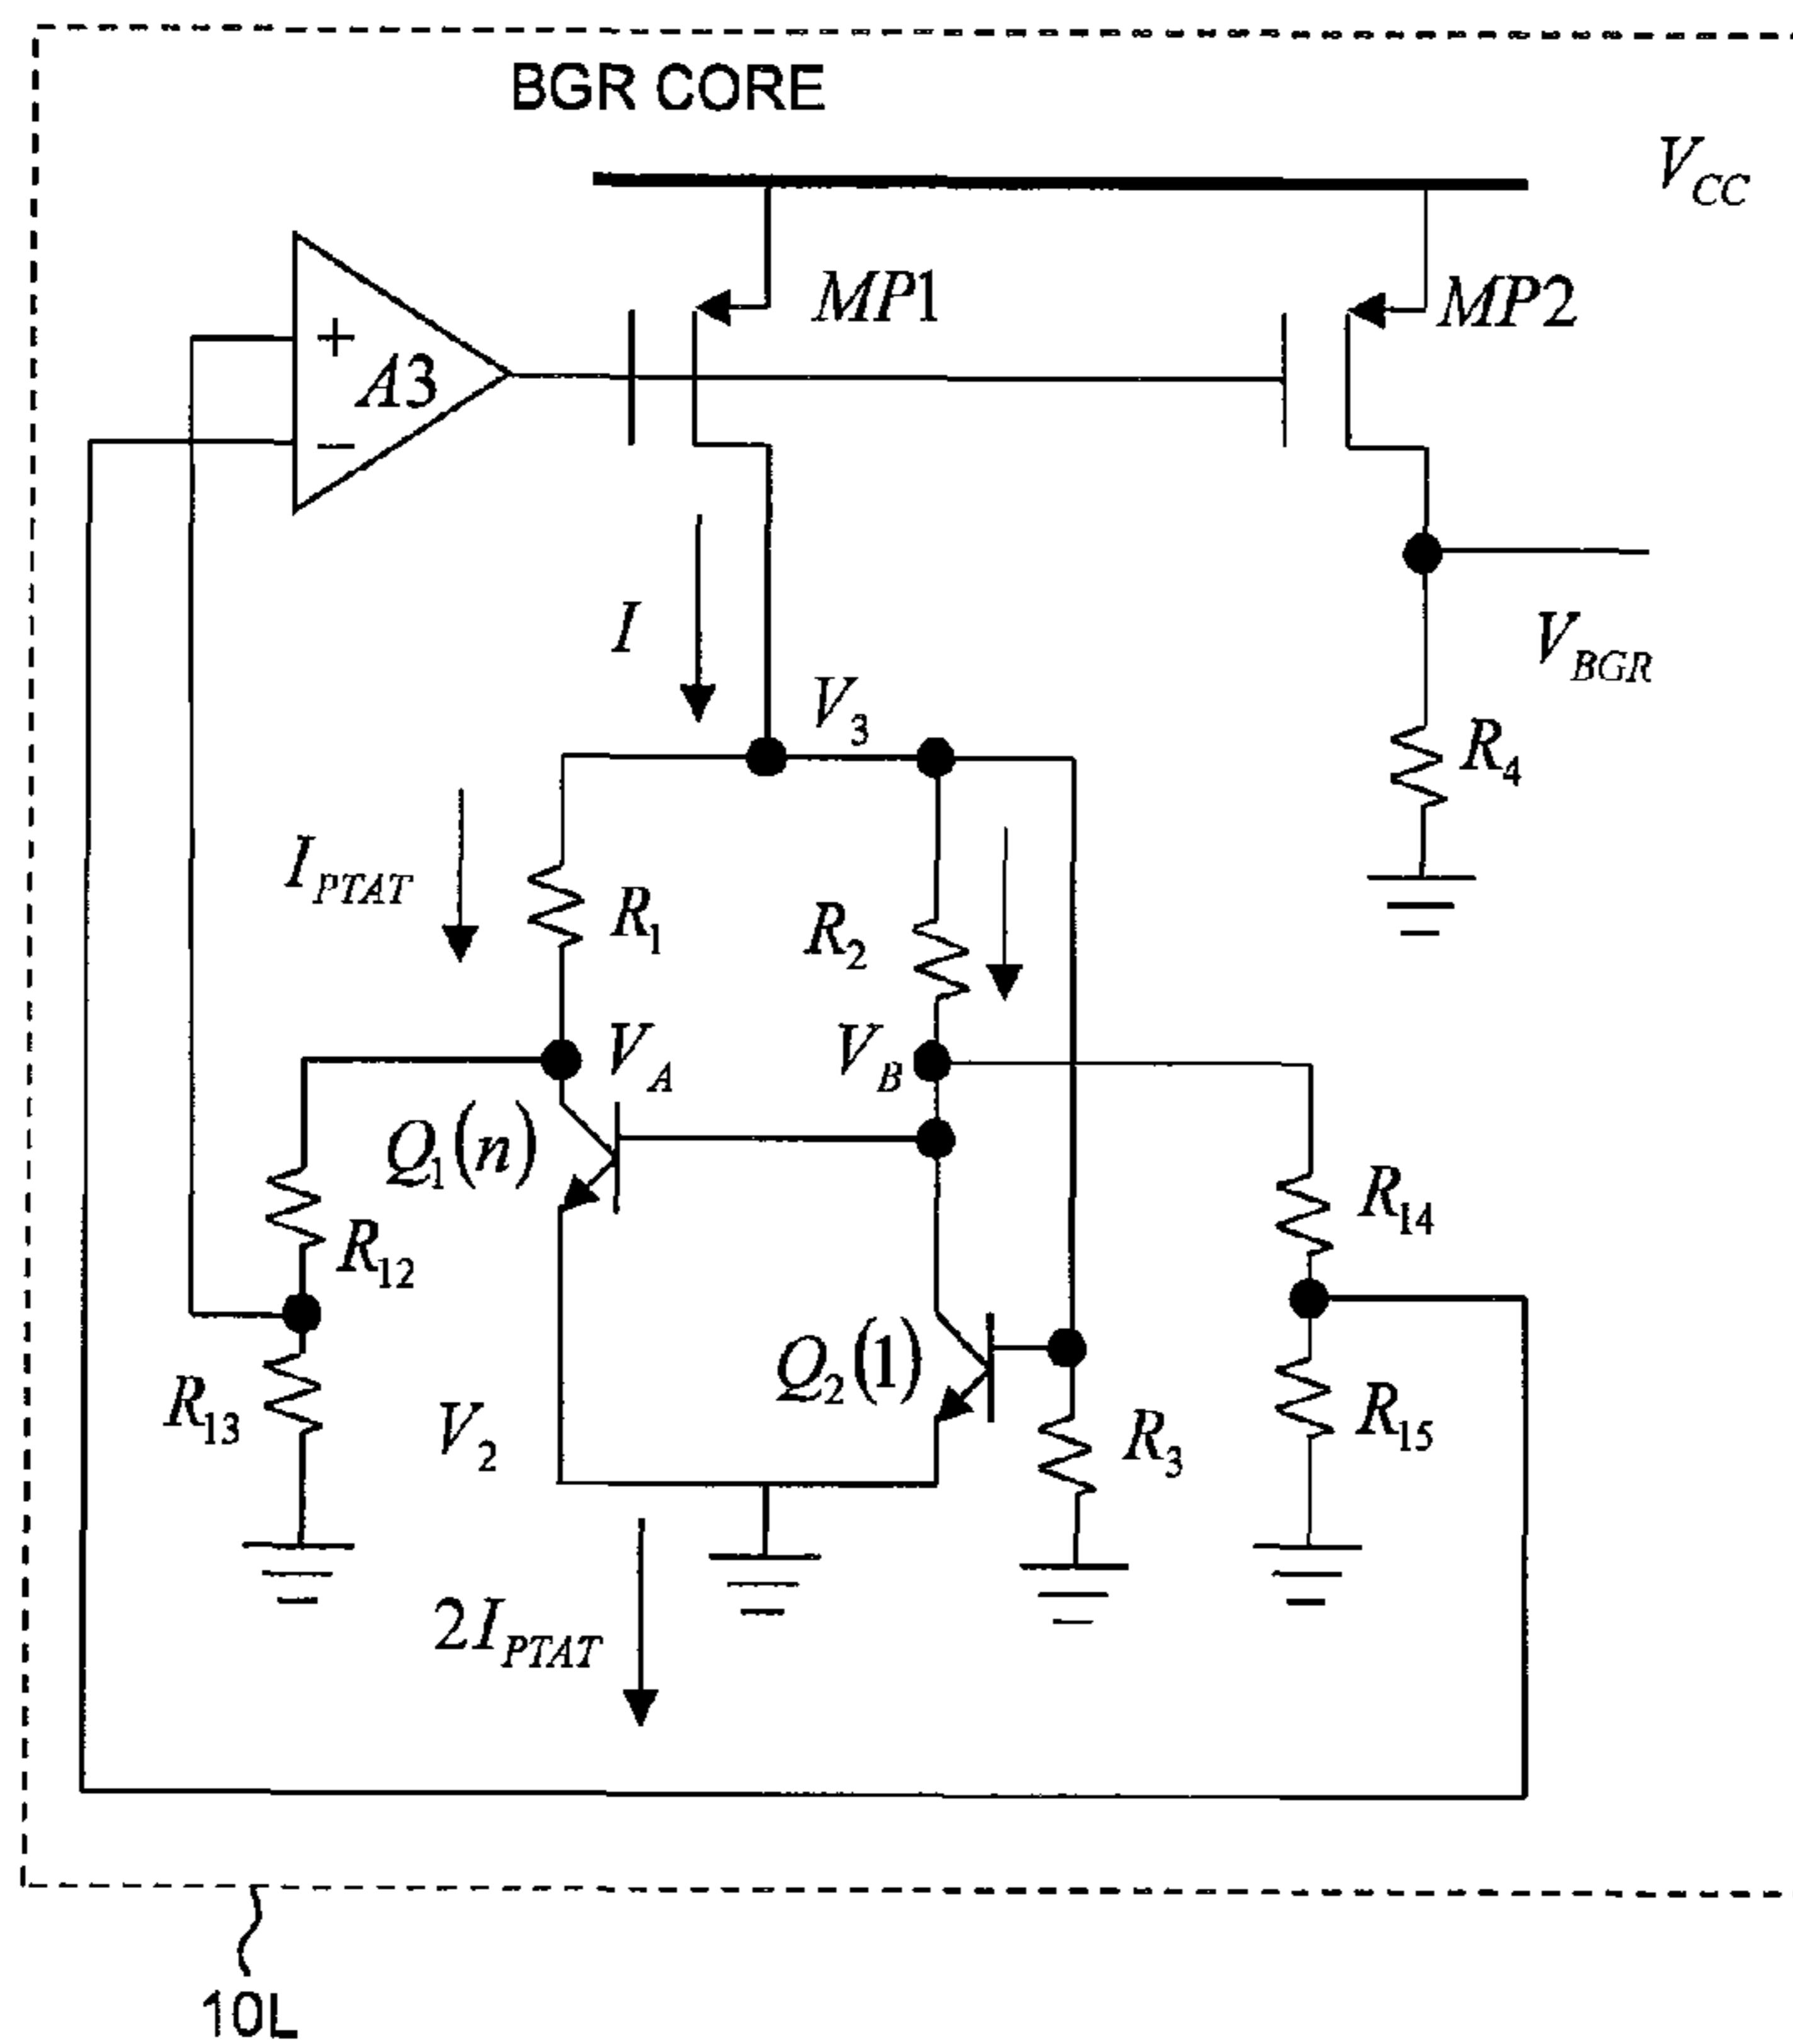 BGR CORE
V_CC
MP1
MP2
+
A3
−
I
V_3
V_BGR
R_4
I_PTAT
R_1
R_2
V_A
V_B
Q_1(n)
R_14
R_12
Q_2(1)
R_13
V_2
R_3
R_15
2I_PTAT
10L